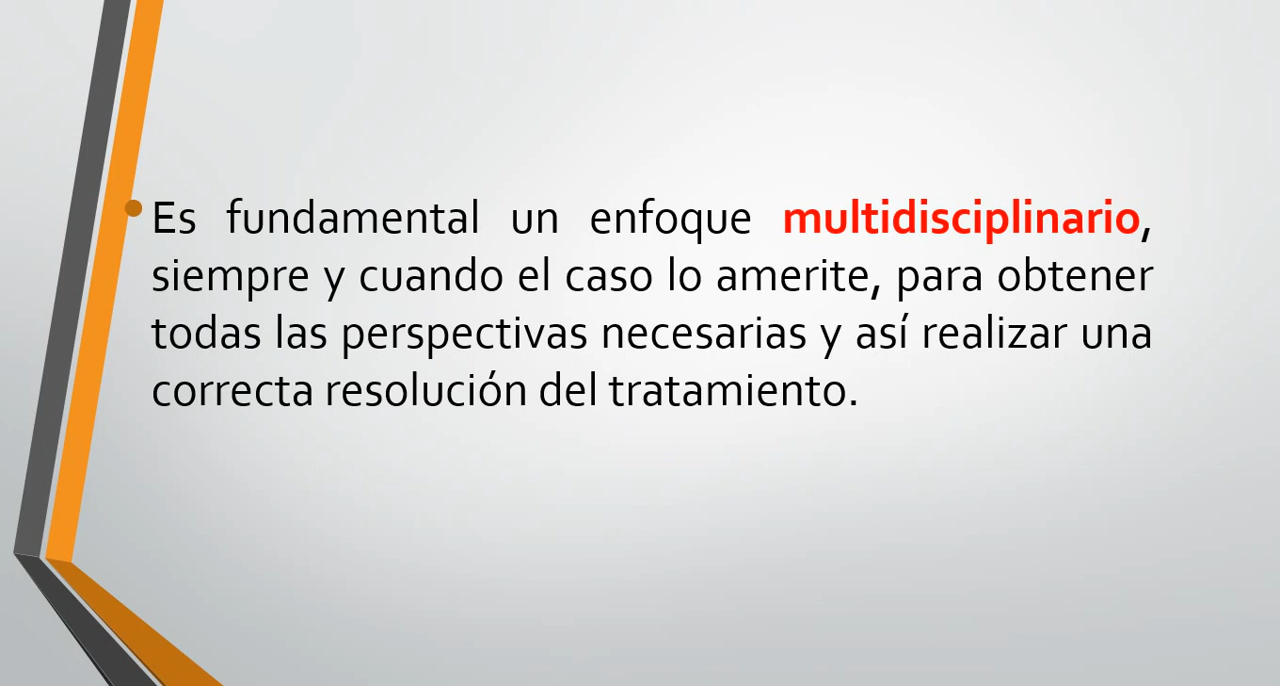 Es fundamental un enfoque multidisciplinario,
siempre y cuando el caso lo amerite, para obtener
todas las perspectivas necesarias y así realizar una
correcta resolución del tratamiento.